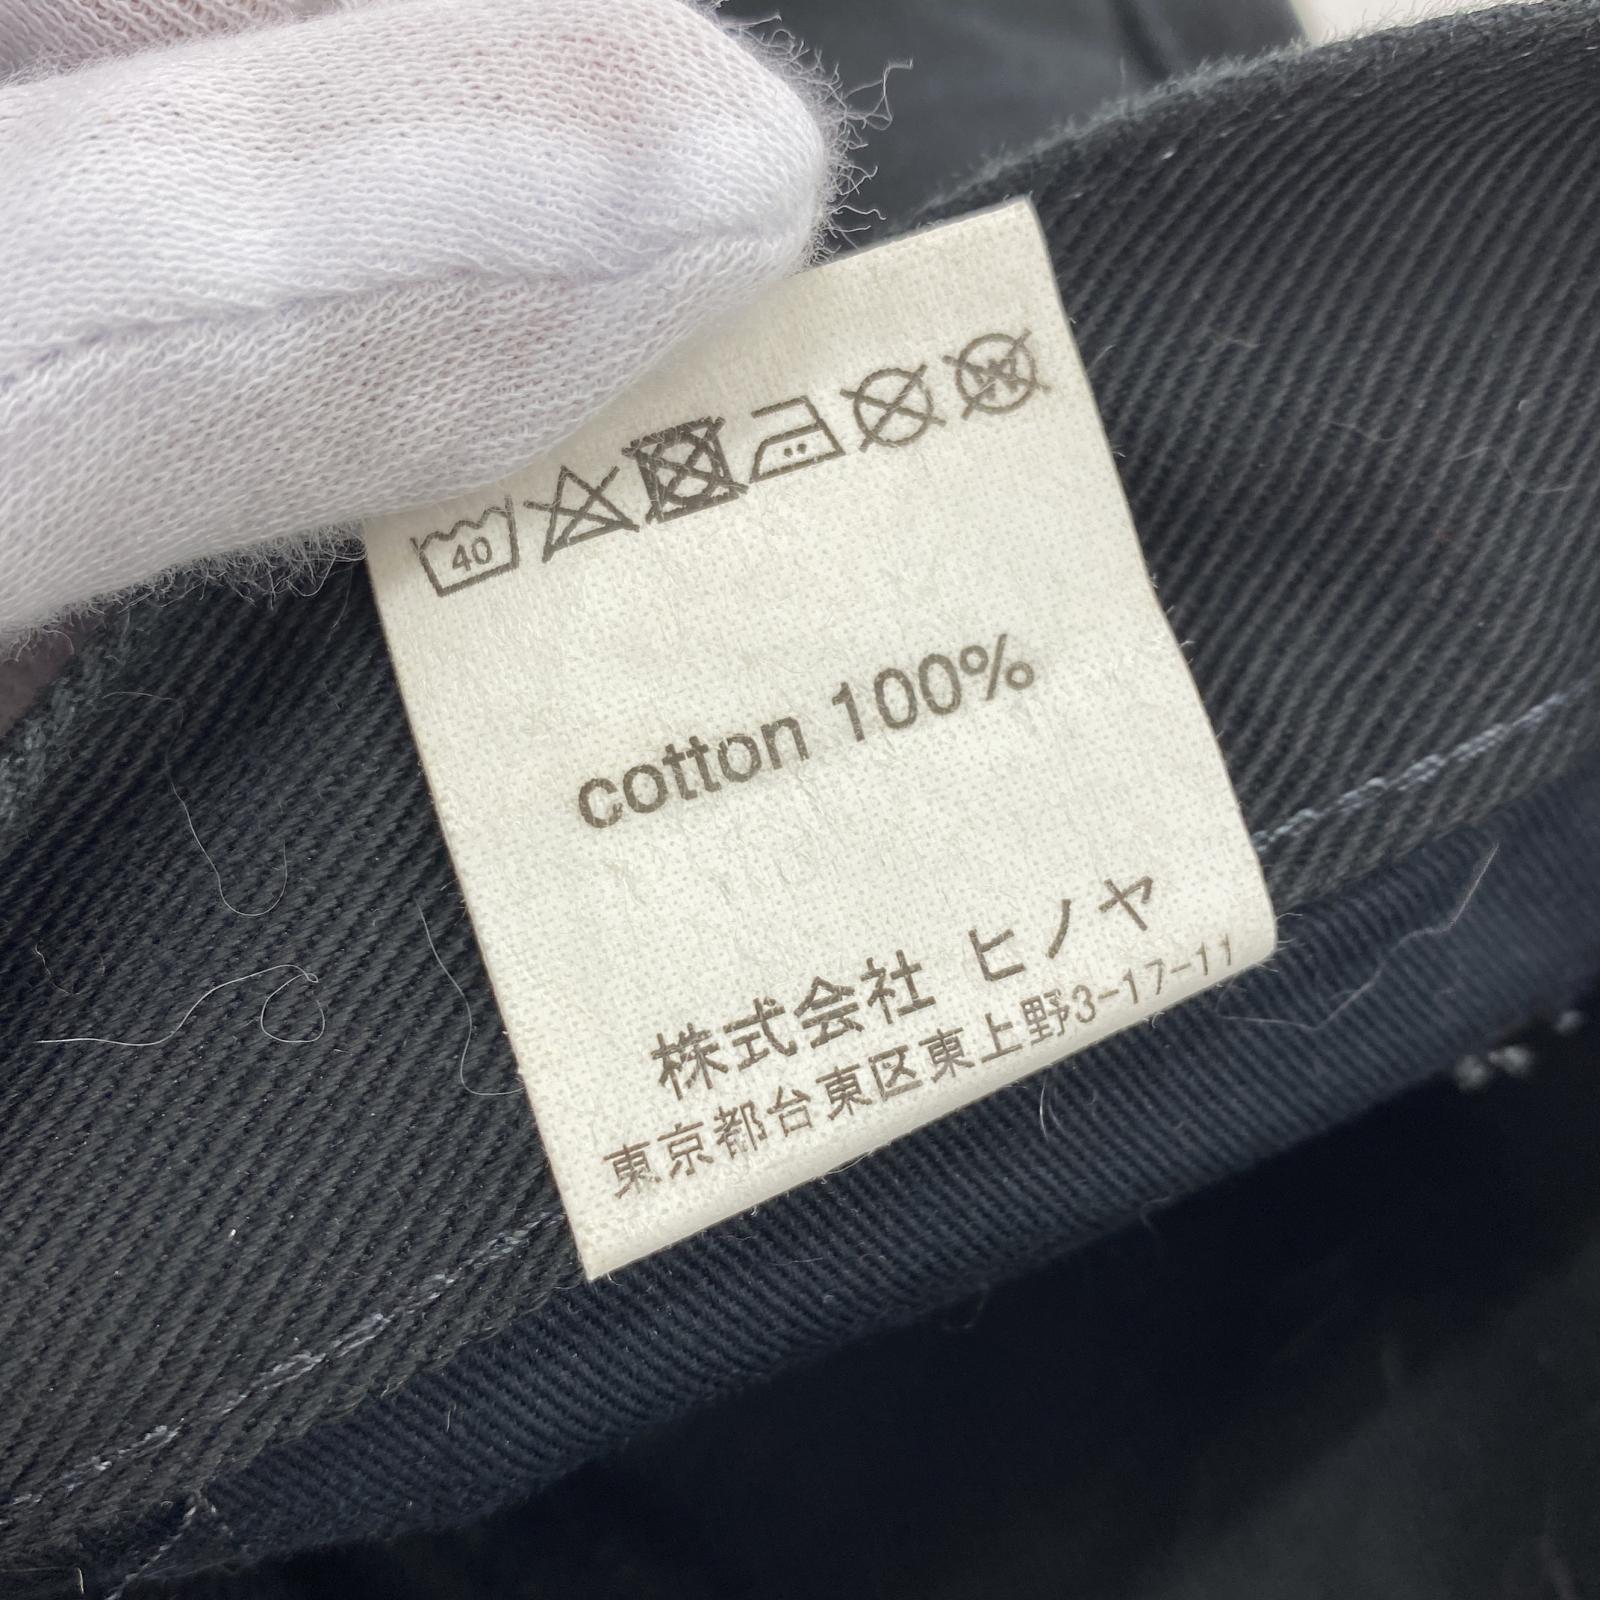 40
cotton 100%
株式会社 ヒノヤ
東京都台東区東上野3-17-11